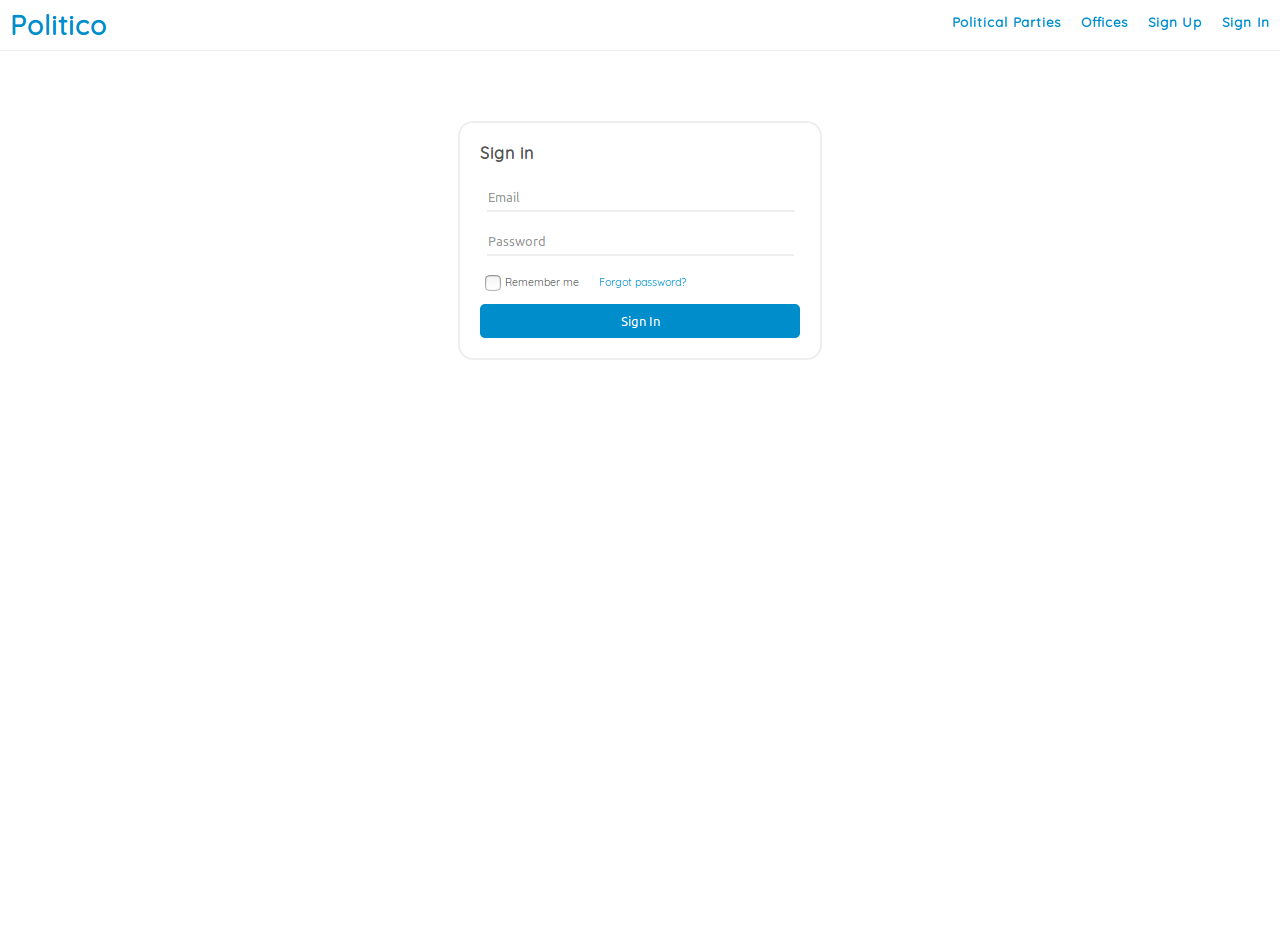 Politico
Political Parties Offices Sign Up Sign In
Sign in
Email
Password
Remember me Forgot password?
Sign In